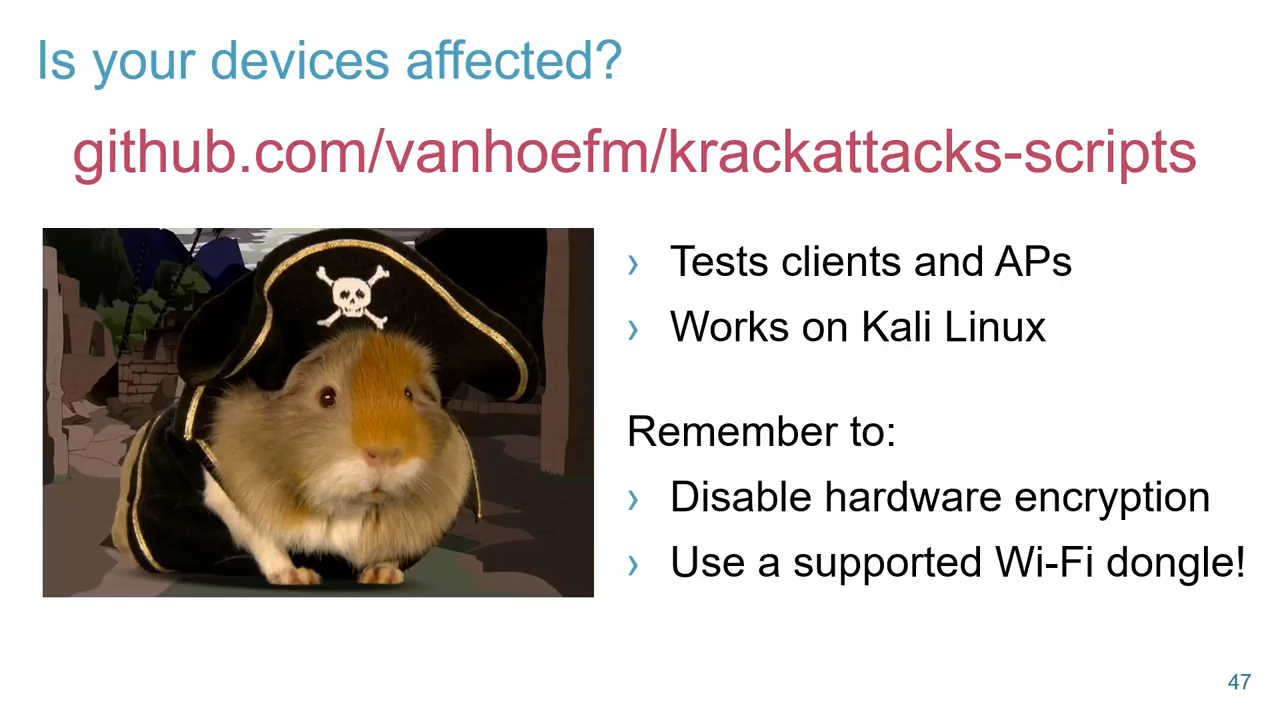 Is your devices affected?
github.com/vanhoefm/krackattacks-scripts
› Tests clients and APs
› Works on Kali Linux
Remember to:
› Disable hardware encryption
› Use a supported Wi-Fi dongle!
47